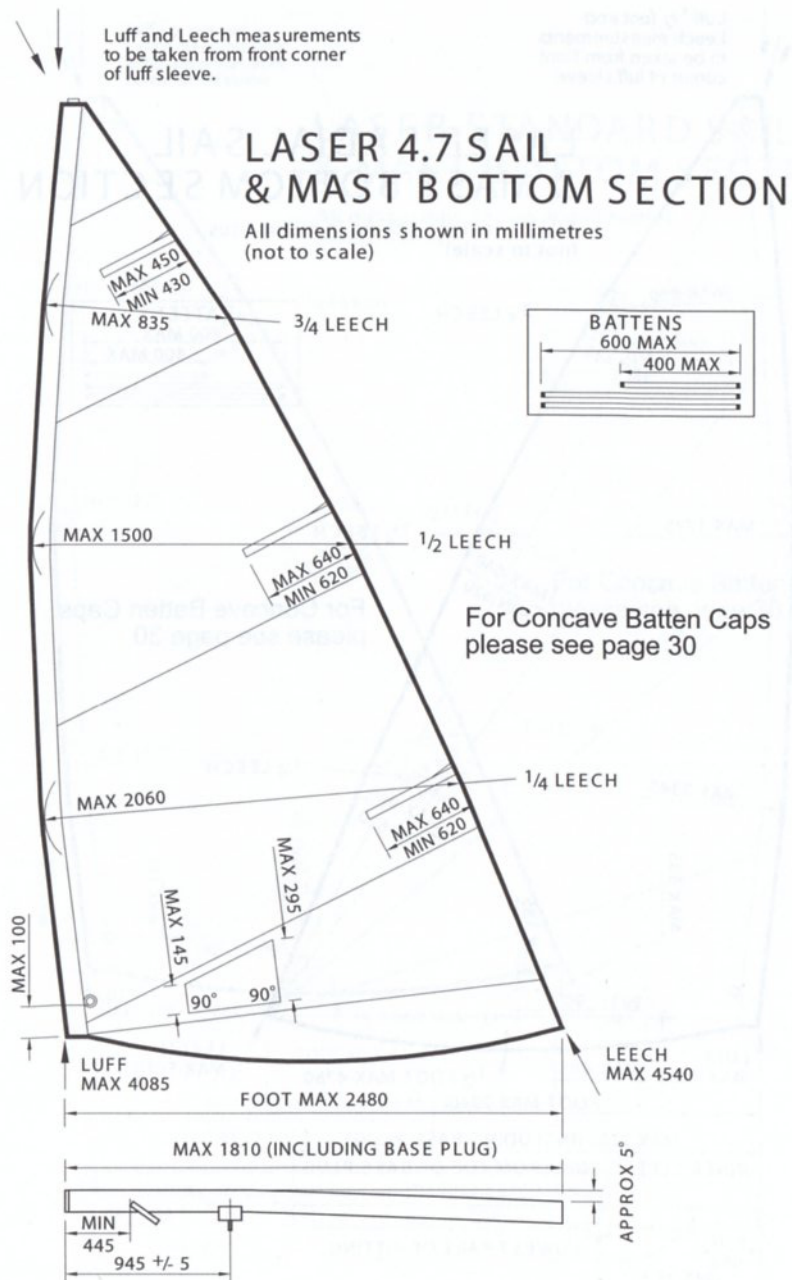 Luff and Leech measurements
to be taken from front corner
of luff sleeve.
LASER 4.7 SAIL
& MAST BOTTOM SECTION
All dimensions shown in millimetres
(not to scale)
MAX 450
MIN 430
MAX 835
3/4 LEECH
BATTENS
600 MAX
400 MAX
MAX 1500
1/2 LEECH
MAX 640
MIN 620
For Concave Batten Caps
please see page 30
MAX 2060
1/4 LEECH
MAX 640
MIN 620
MAX 295
MAX 145
MAX 100
90° 90°
LUFF
MAX 4085
LEECH
MAX 4540
FOOT MAX 2480
MAX 1810 (INCLUDING BASE PLUG)
APPROX 5°
MIN
445
945 +/- 5